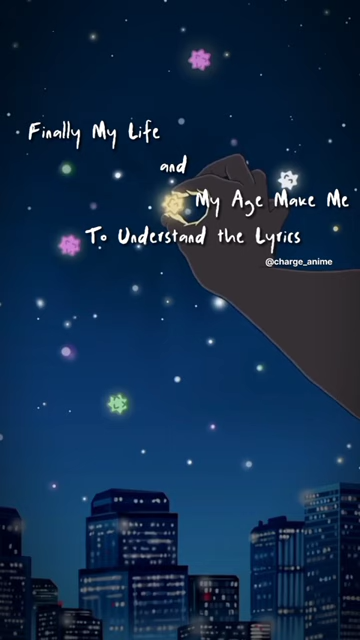 Finally My Life
and
My Age Make Me
To Understand the Lyrics
@charge_anime